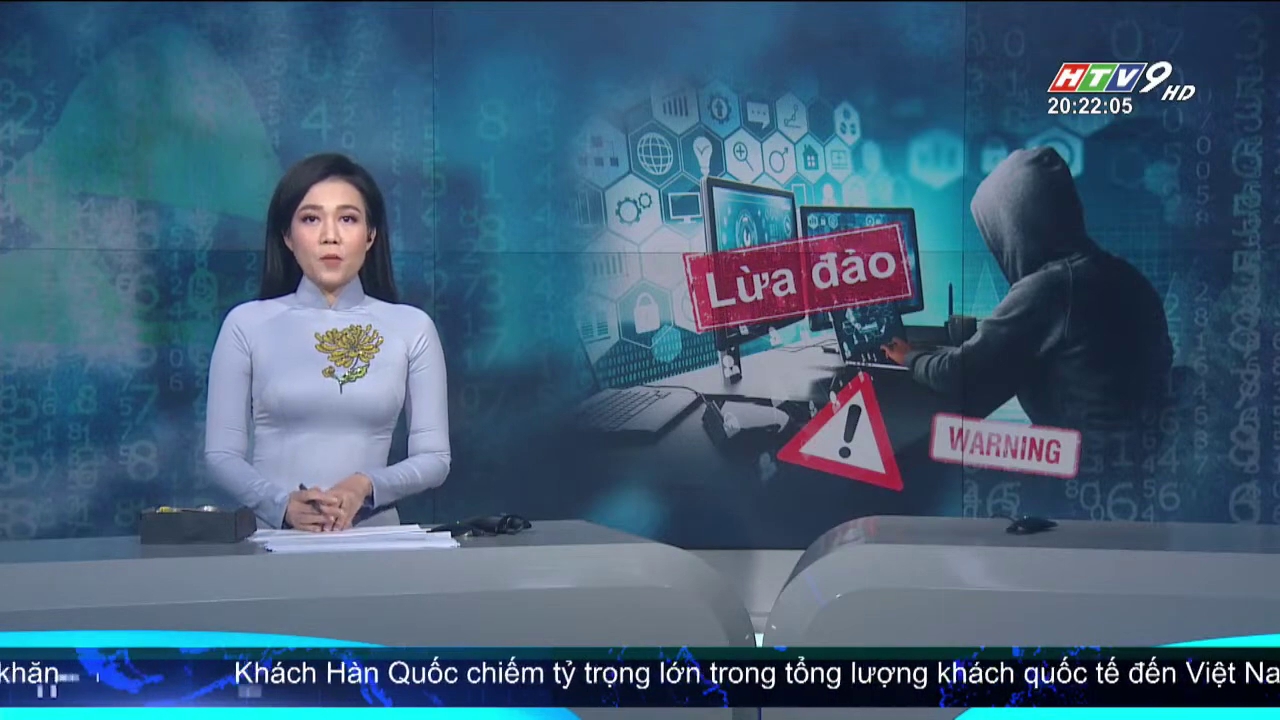 HTV9 HD
20:22:05
Lừa đảo
WARNING
khăn
Khách Hàn Quốc chiếm tỷ trọng lớn trong tổng lượng khách quốc tế đến Việt Na